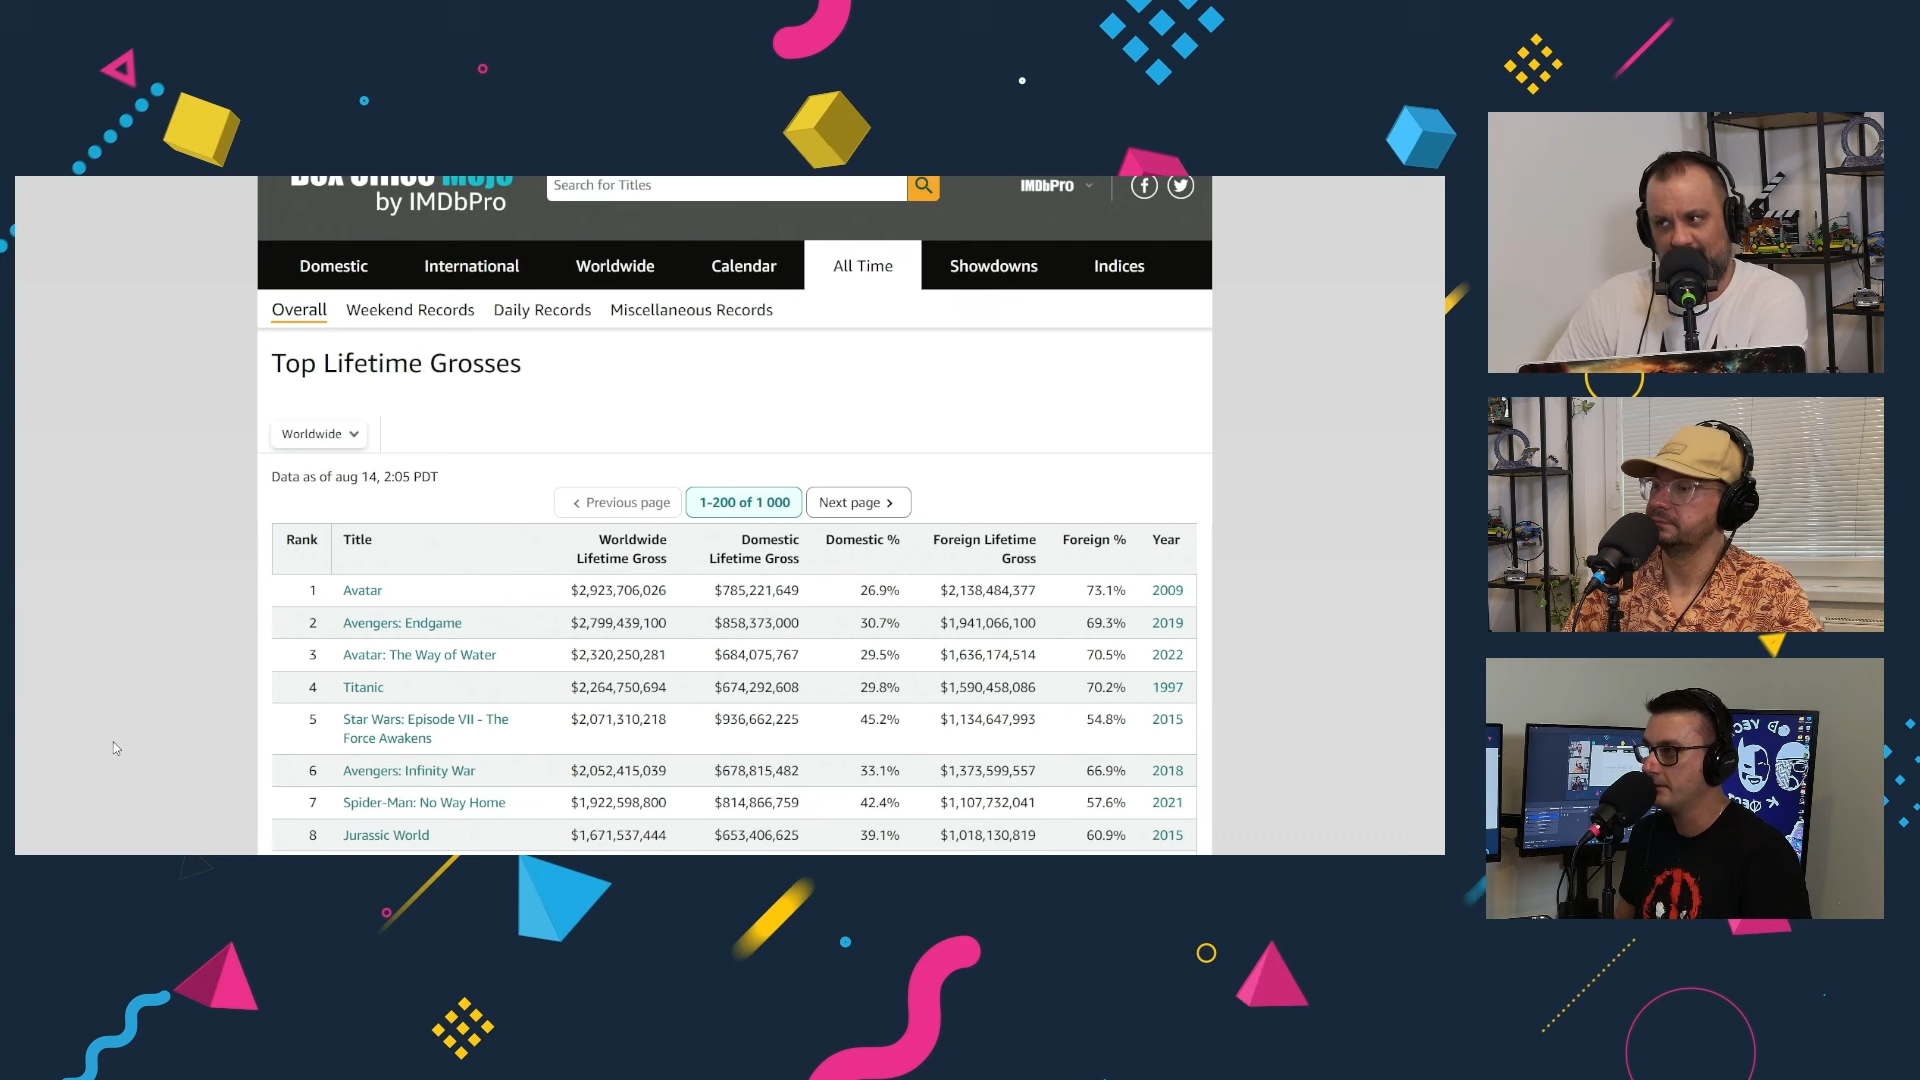 Box Office Mojo
by IMDbPro
Search for Titles
IMDbPro
Domestic International Worldwide Calendar All Time Showdowns Indices
Overall Weekend Records Daily Records Miscellaneous Records
Top Lifetime Grosses
Worldwide
Data as of aug 14, 2:05 PDT
Previous page 1-200 of 1 000 Next page
Rank Title Worldwide Lifetime Gross Domestic Lifetime Gross Domestic % Foreign Lifetime Gross Foreign % Year
1 Avatar $2,923,706,026 $785,221,649 26.9% $2,138,484,377 73.1% 2009
2 Avengers: Endgame $2,799,439,100 $858,373,000 30.7% $1,941,066,100 69.3% 2019
3 Avatar: The Way of Water $2,320,250,281 $684,075,767 29.5% $1,636,174,514 70.5% 2022
4 Titanic $2,264,750,694 $674,292,608 29.8% $1,590,458,086 70.2% 1997
5 Star Wars: Episode VII - The Force Awakens $2,071,310,218 $936,662,225 45.2% $1,134,647,993 54.8% 2015
6 Avengers: Infinity War $2,052,415,039 $678,815,482 33.1% $1,373,599,557 66.9% 2018
7 Spider-Man: No Way Home $1,922,598,800 $814,866,759 42.4% $1,107,732,041 57.6% 2021
8 Jurassic World $1,671,537,444 $653,406,625 39.1% $1,018,130,819 60.9% 2015